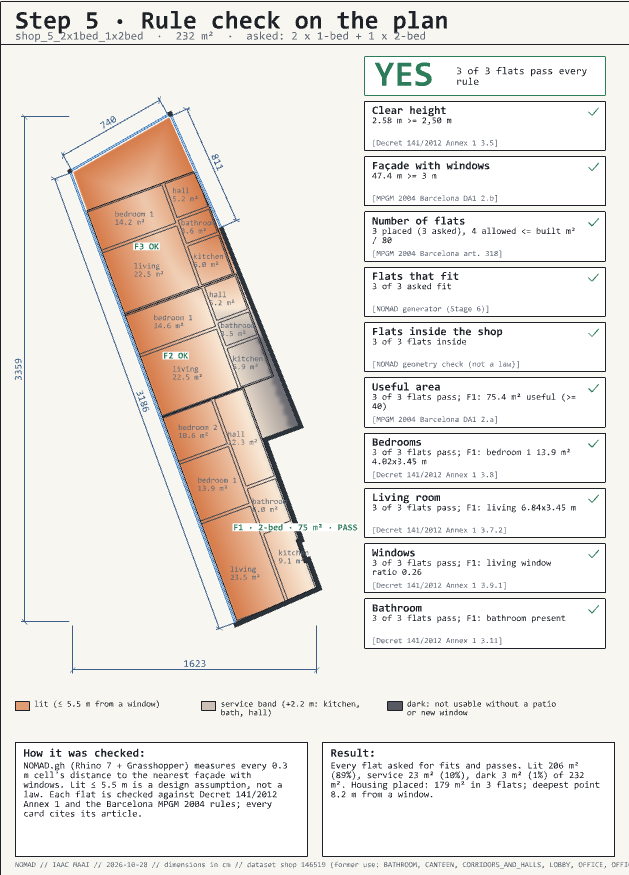 Step 5 · Rule check on the plan
shop_5_2x1bed_1x2bed · 232 m² · asked: 2 x 1-bed + 1 x 2-bed
YES
3 of 3 flats pass every
rule
Clear height
2.58 m >= 2,50 m
[Decret 141/2012 Annex 1 3.5]
Façade with windows
47.4 m >= 3 m
[MPGM 2004 Barcelona DA1 2.b]
Number of flats
3 placed (3 asked), 4 allowed <= built m²
/ 80
[MPGM 2004 Barcelona art. 318]
Flats that fit
3 of 3 asked fit
[NOMAD generator (Stage 6)]
Flats inside the shop
3 of 3 flats inside
[NOMAD geometry check (not a law)]
Useful area
3 of 3 flats pass; F1: 75.4 m² useful (>=
40)
[MPGM 2004 Barcelona DA1 2.a]
Bedrooms
3 of 3 flats pass; F1: bedroom 1 13.9 m²
4.02x3.45 m
[Decret 141/2012 Annex 1 3.8]
Living room
3 of 3 flats pass; F1: living 6.84x3.45 m
[Decret 141/2012 Annex 1 3.7.2]
Windows
3 of 3 flats pass; F1: living window
ratio 0.26
[Decret 141/2012 Annex 1 3.9.1]
Bathroom
3 of 3 flats pass; F1: bathroom present
[Decret 141/2012 Annex 1 3.11]
740
811
3359
3186
1623
hall
5.2 m²
bedroom 1
14.2 m²
bathroom
F3 OK
kitchen
6.0 m²
living
22.5 m²
hall
5.2 m²
bedroom 1
14.6 m²
bathroom
3.5 m²
F2 OK
kitchen
5.9 m²
living
22.5 m²
bedroom 2
10.6 m²
hall
12.3 m²
bedroom 1
13.9 m²
bathroom
4.0 m²
F1 · 2-bed · 75 m² · PASS
kitchen
9.1 m²
living
23.5 m²
lit (≤ 5.5 m from a window)
service band (+2.2 m: kitchen,
bath, hall)
dark: not usable without a patio
or new window
How it was checked:
NOMAD.gh (Rhino 7 + Grasshopper) measures every 0.3
m cell's distance to the nearest façade with
windows. Lit ≤ 5.5 m is a design assumption, not a
law. Each flat is checked against Decret 141/2012
Annex 1 and the Barcelona MPGM 2004 rules; every
card cites its article.
Result:
Every flat asked for fits and passes. Lit 206 m²
(89%), service 23 m² (10%), dark 3 m² (1%) of 232
m². Housing placed: 179 m² in 3 flats; deepest point
8.2 m from a window.
NOMAD // IAAC MAAI // 2026-10-28 // dimensions in cm // dataset shop 146519 (former use: BATHROOM, CANTEEN, CORRIDORS_AND_HALLS, LOBBY, OFFICE, OFFI